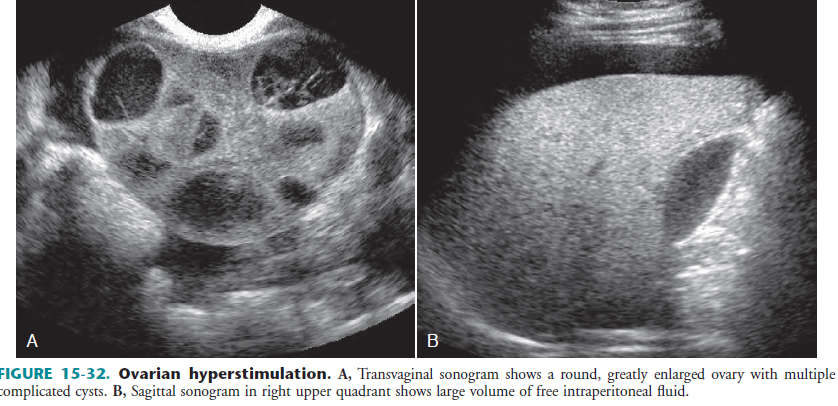 A
B
FIGURE 15-32. Ovarian hyperstimulation. A, Transvaginal sonogram shows a round, greatly enlarged ovary with multiple
complicated cysts. B, Sagittal sonogram in right upper quadrant shows large volume of free intraperitoneal fluid.